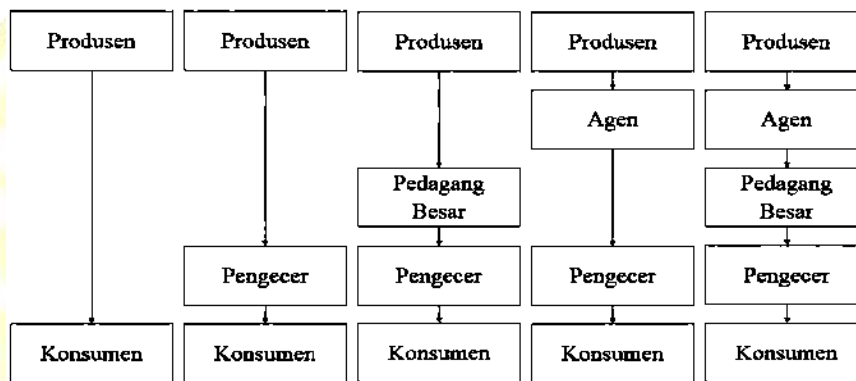 Produsen Produsen Produsen Produsen Produsen
Agen Agen
Pedagang Pedagang
Besar Besar
Pengecer Pengecer Pengecer Pengecer
Konsumen Konsumen Konsumen Konsumen Konsumen